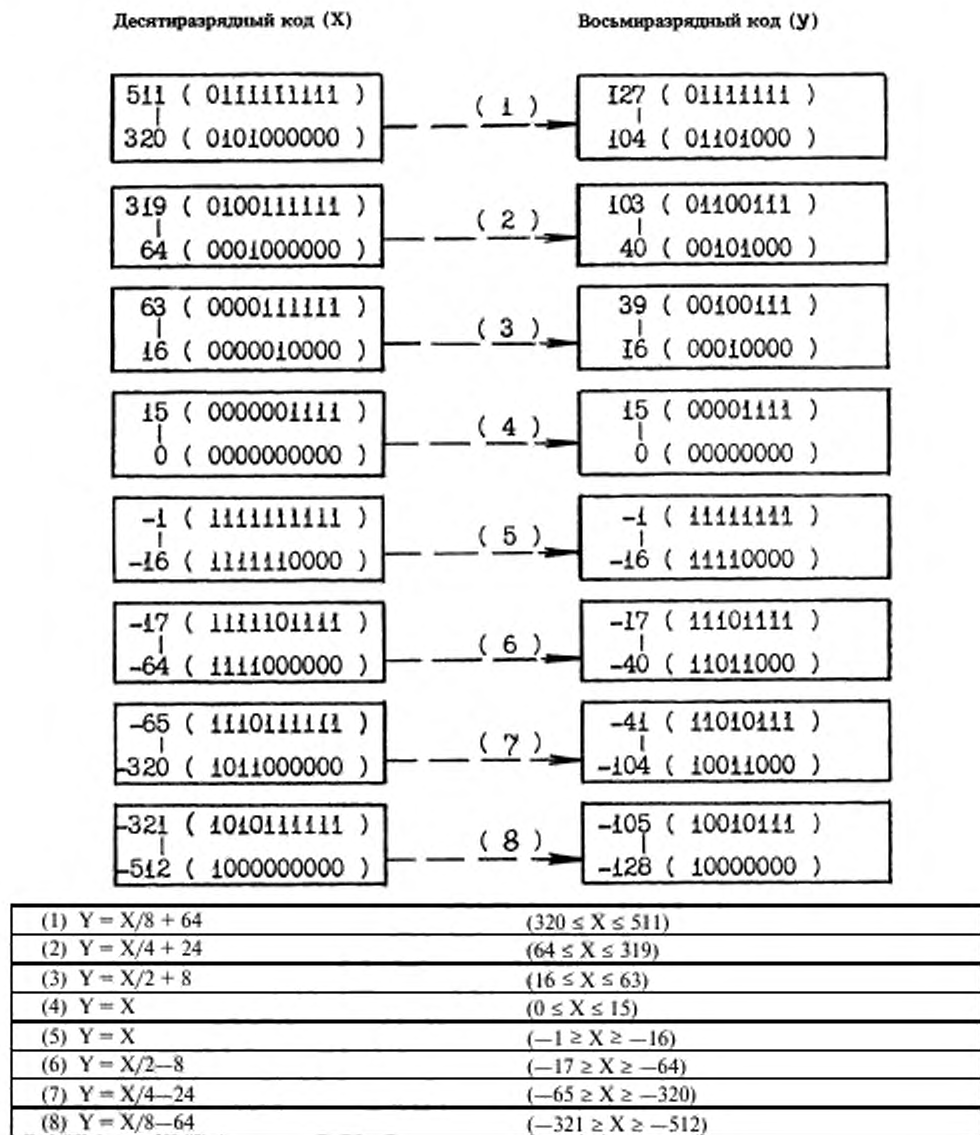 Десятиразрядный код (X) Восьмиразрядный код (У)
511 ( 0111111111 ) ( 1 ) 127 ( 01111111 )
320 ( 0101000000 ) 104 ( 01101000 )
319 ( 0100111111 ) ( 2 ) 103 ( 01100111 )
64 ( 0001000000 ) 40 ( 00101000 )
63 ( 0000111111 ) ( 3 ) 39 ( 00100111 )
16 ( 0000010000 ) 16 ( 00010000 )
15 ( 0000001111 ) ( 4 ) 15 ( 00001111 )
0 ( 0000000000 ) 0 ( 00000000 )
-1 ( 1111111111 ) ( 5 ) -1 ( 11111111 )
-16 ( 1111110000 ) -16 ( 11110000 )
-17 ( 1111101111 ) ( 6 ) -17 ( 11101111 )
-64 ( 1111000000 ) -40 ( 11011000 )
-65 ( 1110111111 ) ( 7 ) -41 ( 11010111 )
-320 ( 1011000000 ) -104 ( 10011000 )
-321 ( 1010111111 ) ( 8 ) -105 ( 10010111 )
-512 ( 1000000000 ) -128 ( 10000000 )
(1) Y = X/8 + 64 (320 ≤ X ≤ 511)
(2) Y = X/4 + 24 (64 ≤ X ≤ 319)
(3) Y = X/2 + 8 (16 ≤ X ≤ 63)
(4) Y = X (0 ≤ X ≤ 15)
(5) Y = X (—1 ≥ X ≥ —16)
(6) Y = X/2—8 (—17 ≥ X ≥ —64)
(7) Y = X/4—24 (—65 ≥ X ≥ —320)
(8) Y = X/8—64 (—321 ≥ X ≥ —512)